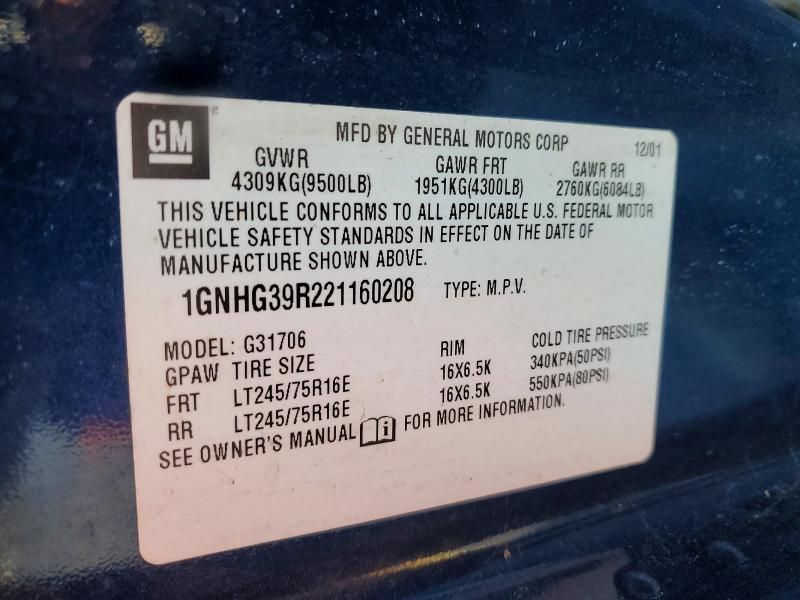 GM
MFD BY GENERAL MOTORS CORP 12/01
GVWR GAWR FRT GAWR RR
4309KG(9500LB) 1951KG(4300LB) 2760KG(6084LB)
THIS VEHICLE CONFORMS TO ALL APPLICABLE U.S. FEDERAL MOTOR
VEHICLE SAFETY STANDARDS IN EFFECT ON THE DATE OF
MANUFACTURE SHOWN ABOVE.
1GNHG39R221160208 TYPE: M.P.V.
MODEL: G31706
GPAW TIRE SIZE RIM COLD TIRE PRESSURE
FRT LT245/75R16E 16X6.5K 340KPA(50PSI)
RR LT245/75R16E 16X6.5K 550KPA(80PSI)
SEE OWNER'S MANUAL FOR MORE INFORMATION.